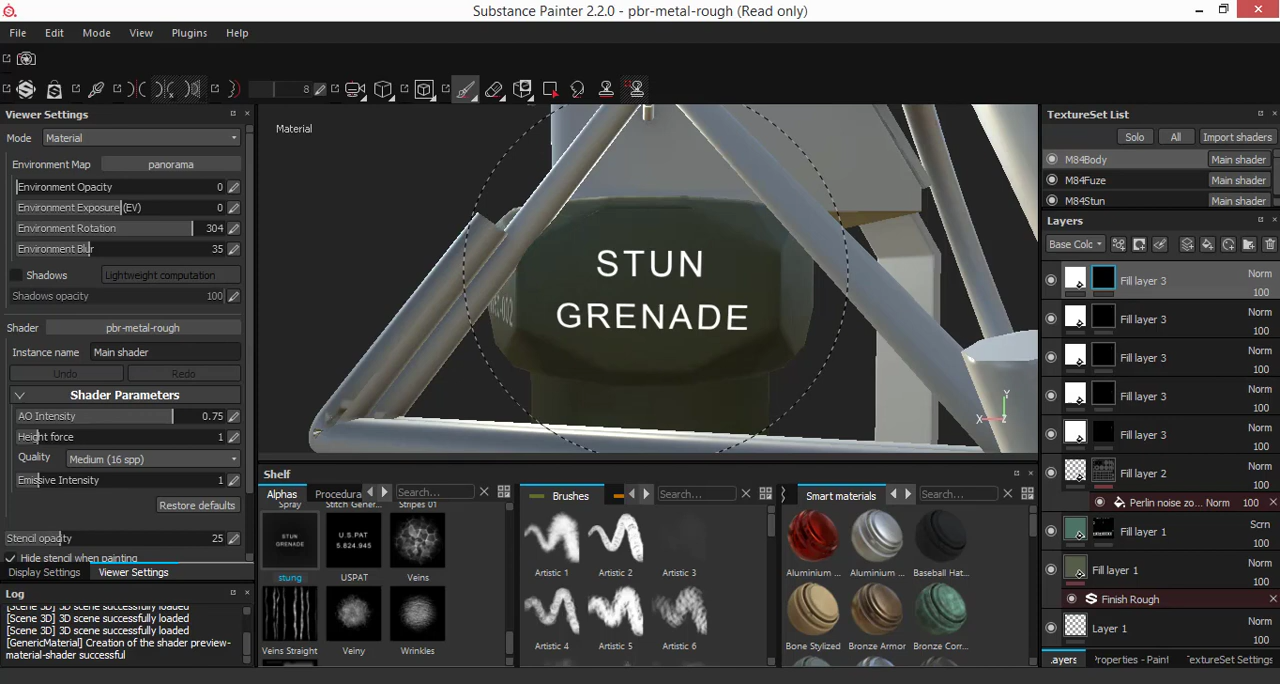 Substance Painter 2.2.0 - pbr-metal-rough (Read only)
File Edit Mode View Plugins Help
8
Viewer Settings
Mode Material
Environment Map panorama
Environment Opacity 0
Environment Exposure (EV) 0
Environment Rotation 304
Environment Blur 35
Shadows Lightweight computation
Shadows opacity 100
Shader pbr-metal-rough
Instance name Main shader
Undo Redo
Shader Parameters
AO Intensity 0.75
Height force 1
Quality Medium (16 spp)
Emissive Intensity 1
Restore defaults
Stencil opacity 25
Hide stencil when painting
Display Settings Viewer Settings
Log
[Scene 3D] 3D scene successfully loaded
[Scene 3D] 3D scene successfully loaded
[Scene 3D] 3D scene successfully loaded
[GenericMaterial] Creation of the shader preview-
material-shader successful
Material
STUN
GRENADE
Y
X Z
Shelf
Alphas Procedura Search...
Spray Stitch Gener... Stripes 01
STUN
GRENADE
U.S.PAT
5.824.945
stung USPAT Veins
Veins Straight Veiny Wrinkles
Brushes Search...
Artistic 1 Artistic 2 Artistic 3
Artistic 4 Artistic 5 Artistic 6
Smart materials Search...
Aluminium ... Aluminium ... Baseball Hat...
Bone Stylized Bronze Armor Bronze Corr...
TextureSet List
Solo All Import shaders
M84Body Main shader
M84Fuze Main shader
M84Stun Main shader
Layers
Base Colc
Fill layer 3 Norm
100
Fill layer 3 Norm
100
Fill layer 3 Norm
100
Fill layer 3 Norm
100
Fill layer 3 Norm
100
Fill layer 2 Norm
100
Perlin noise zo... Norm 100
Fill layer 1 Scrn
100
Fill layer 1 Norm
100
Finish Rough
Layer 1 Norm
100
.ayers Properties - Paint TextureSet Settings